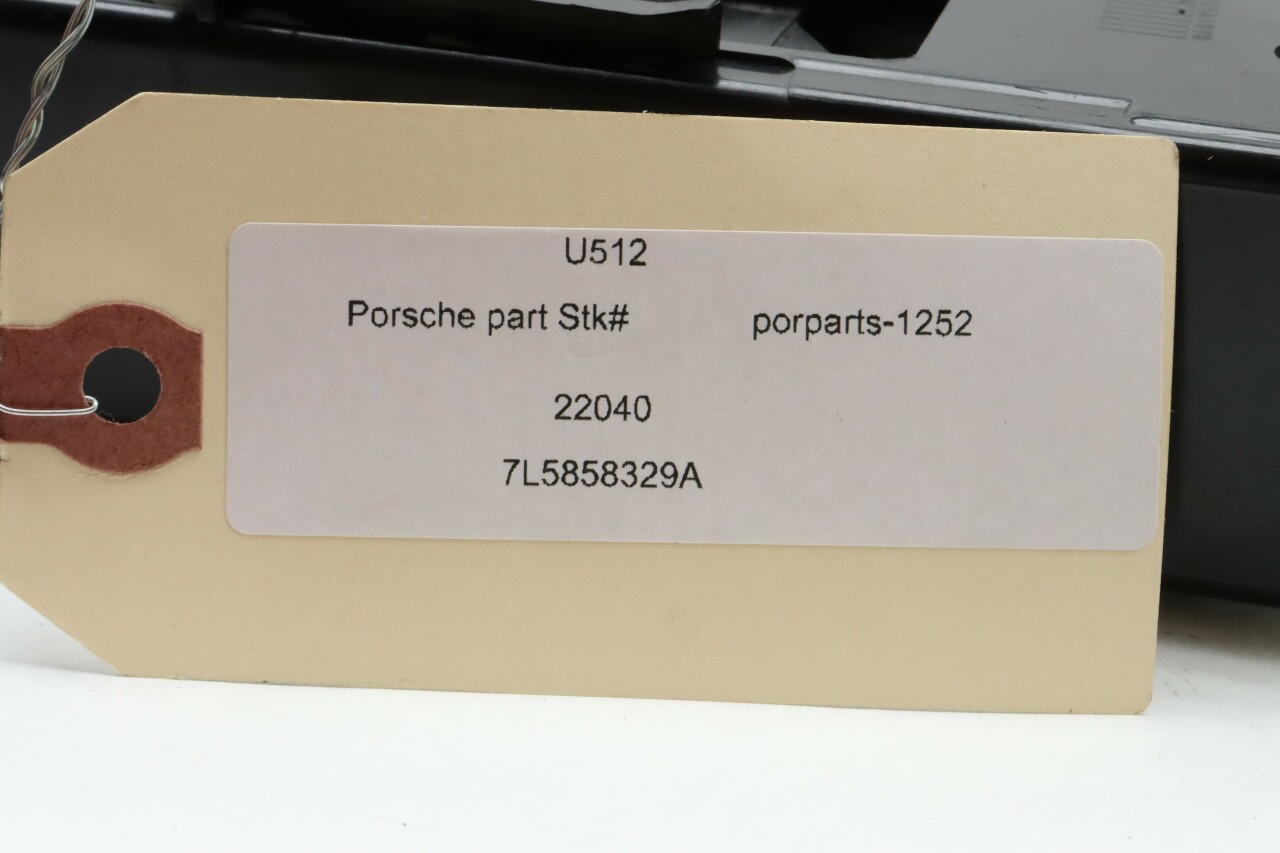 U512
Porsche part Stk# porparts-1252
22040
7L5858329A